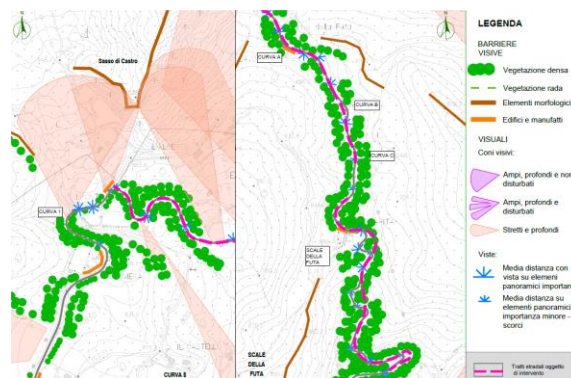 Sasso di Castro
CURVA 1
CURVA 5
CURVA A
CURVA B
CURVA C
SCALE
DELLA
FUTA
SCALE
DELLA
FUTA
LEGENDA
BARRIERE
VISIVE
Vegetazione densa
Vegetazione rada
Elementi morfologici
Edifici e manufatti
VISUALI
Coni visivi:
Ampi, profondi e non
disturbati
Ampi, profondi e
disturbati
Stretti e profondi
Viste:
Media distanza con
vista su elemeni
panoramici importan
Media distanza su
elementi panoramici
importanza minore -
scorci
Tratti stradali oggetto
di intervento